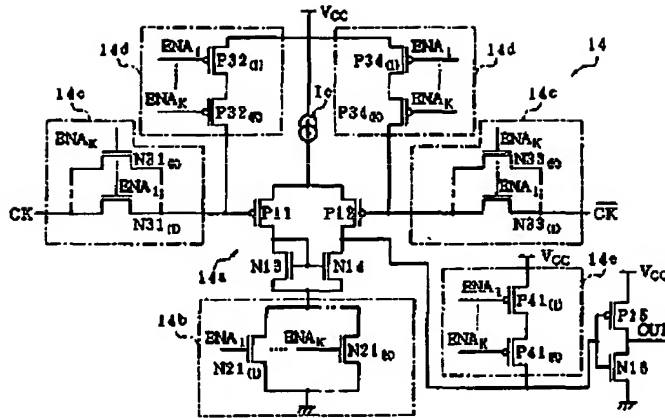 VCC
14d
ENA1
P32(1)
ENAK
P32(K)
P34(1)
ENA1
14d
P34(K)
ENAK
Ic
14
14c
ENAK
N31(K)
ENA1
CK
N31(1)
P11
P12
14c
ENAK
N33(K)
ENA1
N33(1)
C̅K̅
14a
N13
N14
14b
ENA1
N21(1)
ENAK
N21(K)
VCC
14e
ENA1
P41(1)
ENAK
P41(K)
VCC
P15
OUT
N16